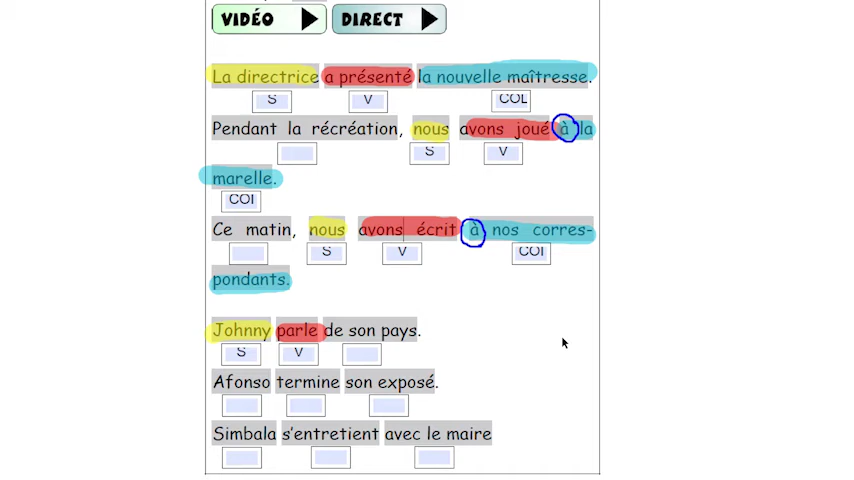 VIDÉO DIRECT
La directrice a présenté la nouvelle maîtresse.
S V COL
Pendant la récréation, nous avons joué à la
S V
marelle.
COI
Ce matin, nous avons écrit à nos corres-
S V COI
pondants.
Johnny parle de son pays.
S V
Afonso termine son exposé.
Simbala s'entretient avec le maire